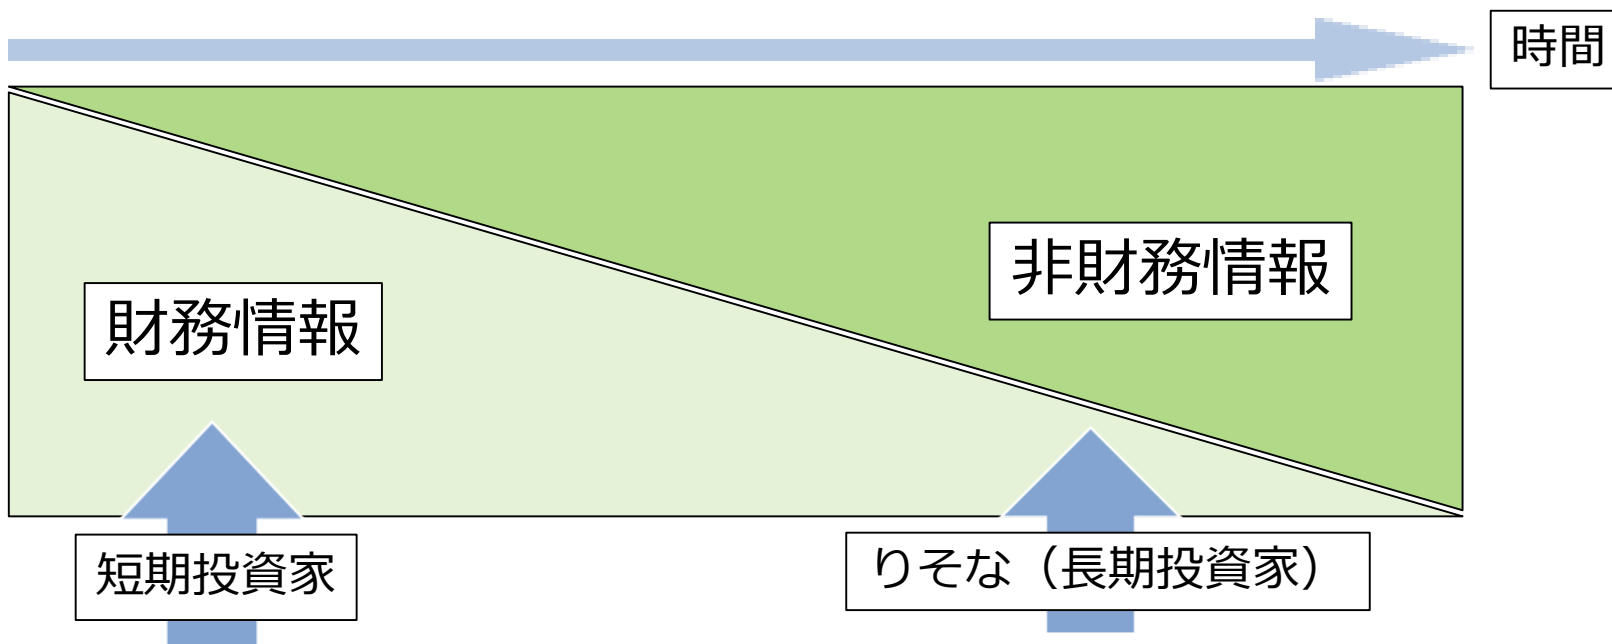 時間
非財務情報
財務情報
短期投資家
りそな（長期投資家）